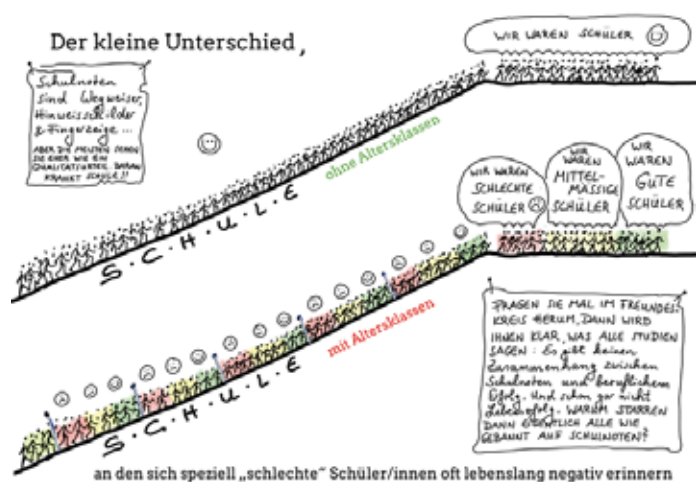 Der kleine Unterschied,
WIR WAREN SCHÜLER
Schulnoten
sind Wegweiser,
Hinweisschilder
& Fingerzeige ...
ABER DIE MEISTEN SEHEN
SIE EHER WIE EIN
QUALITÄTSURTEIL. DARAN
KRANKT SCHULE!!
ohne Altersklassen
S·C·H·U·L·E
WIR WAREN
SCHLECHTE
SCHÜLER
WIR
WAREN
MITTEL-
MÄSSIGE
SCHÜLER
WIR
WAREN
GUTE
SCHÜLER
mit Altersklassen
S·C·H·U·L·E
FRAGEN SIE MAL IM FREUNDES-
KREIS HERUM, DANN WIRD
IHNEN KLAR, WAS ALLE STUDIEN
SAGEN: Es gibt keinen
Zusammenhang zwischen
Schulnoten und beruflichem
Erfolg. Und schon gar nicht
Lebenserfolg. WARUM STARREN
DANN EIGENTLICH ALLE WIE
GEBANNT AUF SCHULNOTEN?
an den sich speziell „schlechte" Schüler/innen oft lebenslang negativ erinnern